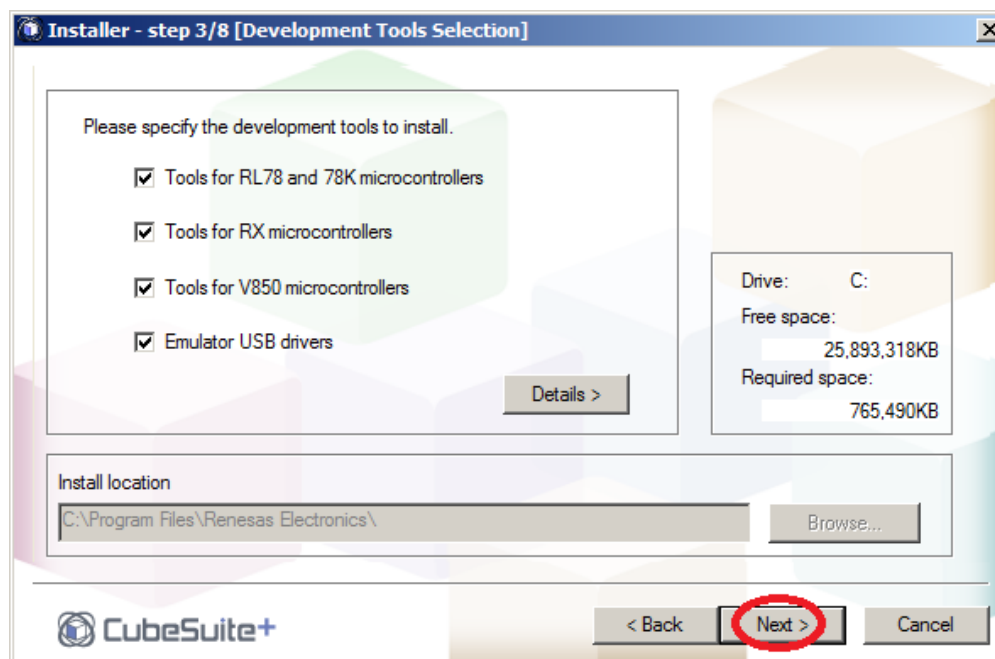 Installer - step 3/8 [Development Tools Selection]
Please specify the development tools to install.
Tools for RL78 and 78K microcontrollers
Tools for RX microcontrollers
Tools for V850 microcontrollers
Emulator USB drivers
Details >
Drive: C:
Free space:
25,893,318KB
Required space:
765,490KB
Install location
C:\Program Files\Renesas Electronics\
Browse...
CubeSuite+
< Back
Next >
Cancel